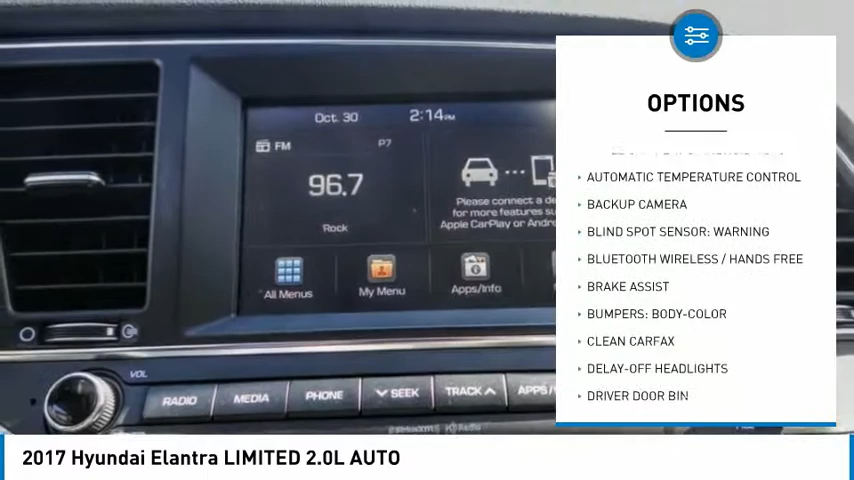 Oct. 30
2:14PM
FM
P7
96.7
Rock
Please connect a de
for more features su
Apple CarPlay or Andro
All Menus
My Menu
Apps/Info
VOL
RADIO
MEDIA
PHONE
SEEK
TRACK
APPS/
OPTIONS
AUTOMATIC TEMPERATURE CONTROL
BACKUP CAMERA
BLIND SPOT SENSOR: WARNING
BLUETOOTH WIRELESS / HANDS FREE
BRAKE ASSIST
BUMPERS: BODY-COLOR
CLEAN CARFAX
DELAY-OFF HEADLIGHTS
DRIVER DOOR BIN
2017 Hyundai Elantra LIMITED 2.0L AUTO